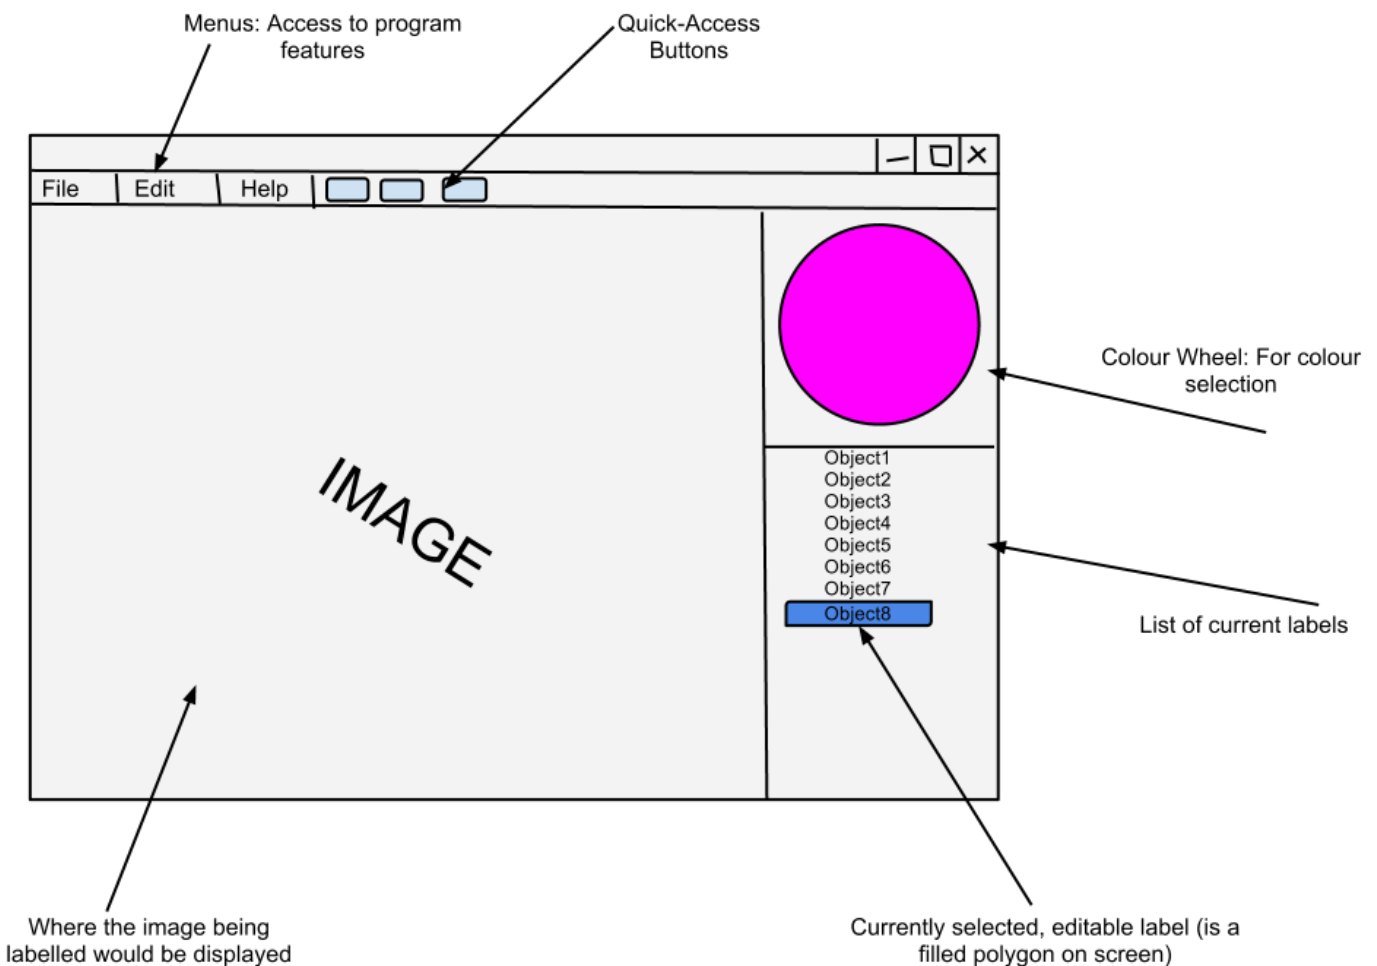 Menus: Access to program
features
Quick-Access
Buttons
File
Edit
Help
IMAGE
Colour Wheel: For colour
selection
Object1
Object2
Object3
Object4
Object5
Object6
Object7
Object8
List of current labels
Where the image being
labelled would be displayed
Currently selected, editable label (is a
filled polygon on screen)